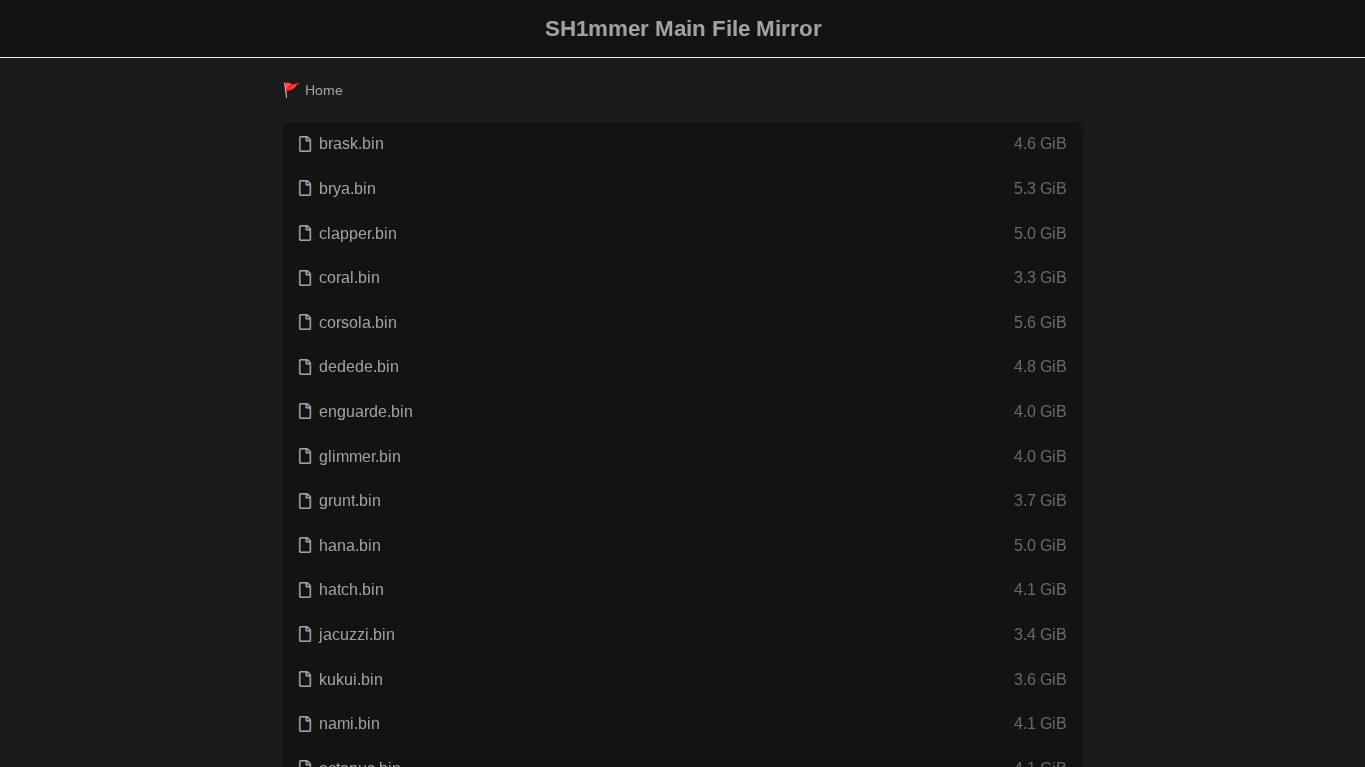 SH1mmer Main File Mirror
🚩 Home
brask.bin 4.6 GiB
brya.bin 5.3 GiB
clapper.bin 5.0 GiB
coral.bin 3.3 GiB
corsola.bin 5.6 GiB
dedede.bin 4.8 GiB
enguarde.bin 4.0 GiB
glimmer.bin 4.0 GiB
grunt.bin 3.7 GiB
hana.bin 5.0 GiB
hatch.bin 4.1 GiB
jacuzzi.bin 3.4 GiB
kukui.bin 3.6 GiB
nami.bin 4.1 GiB
4.1 GiB